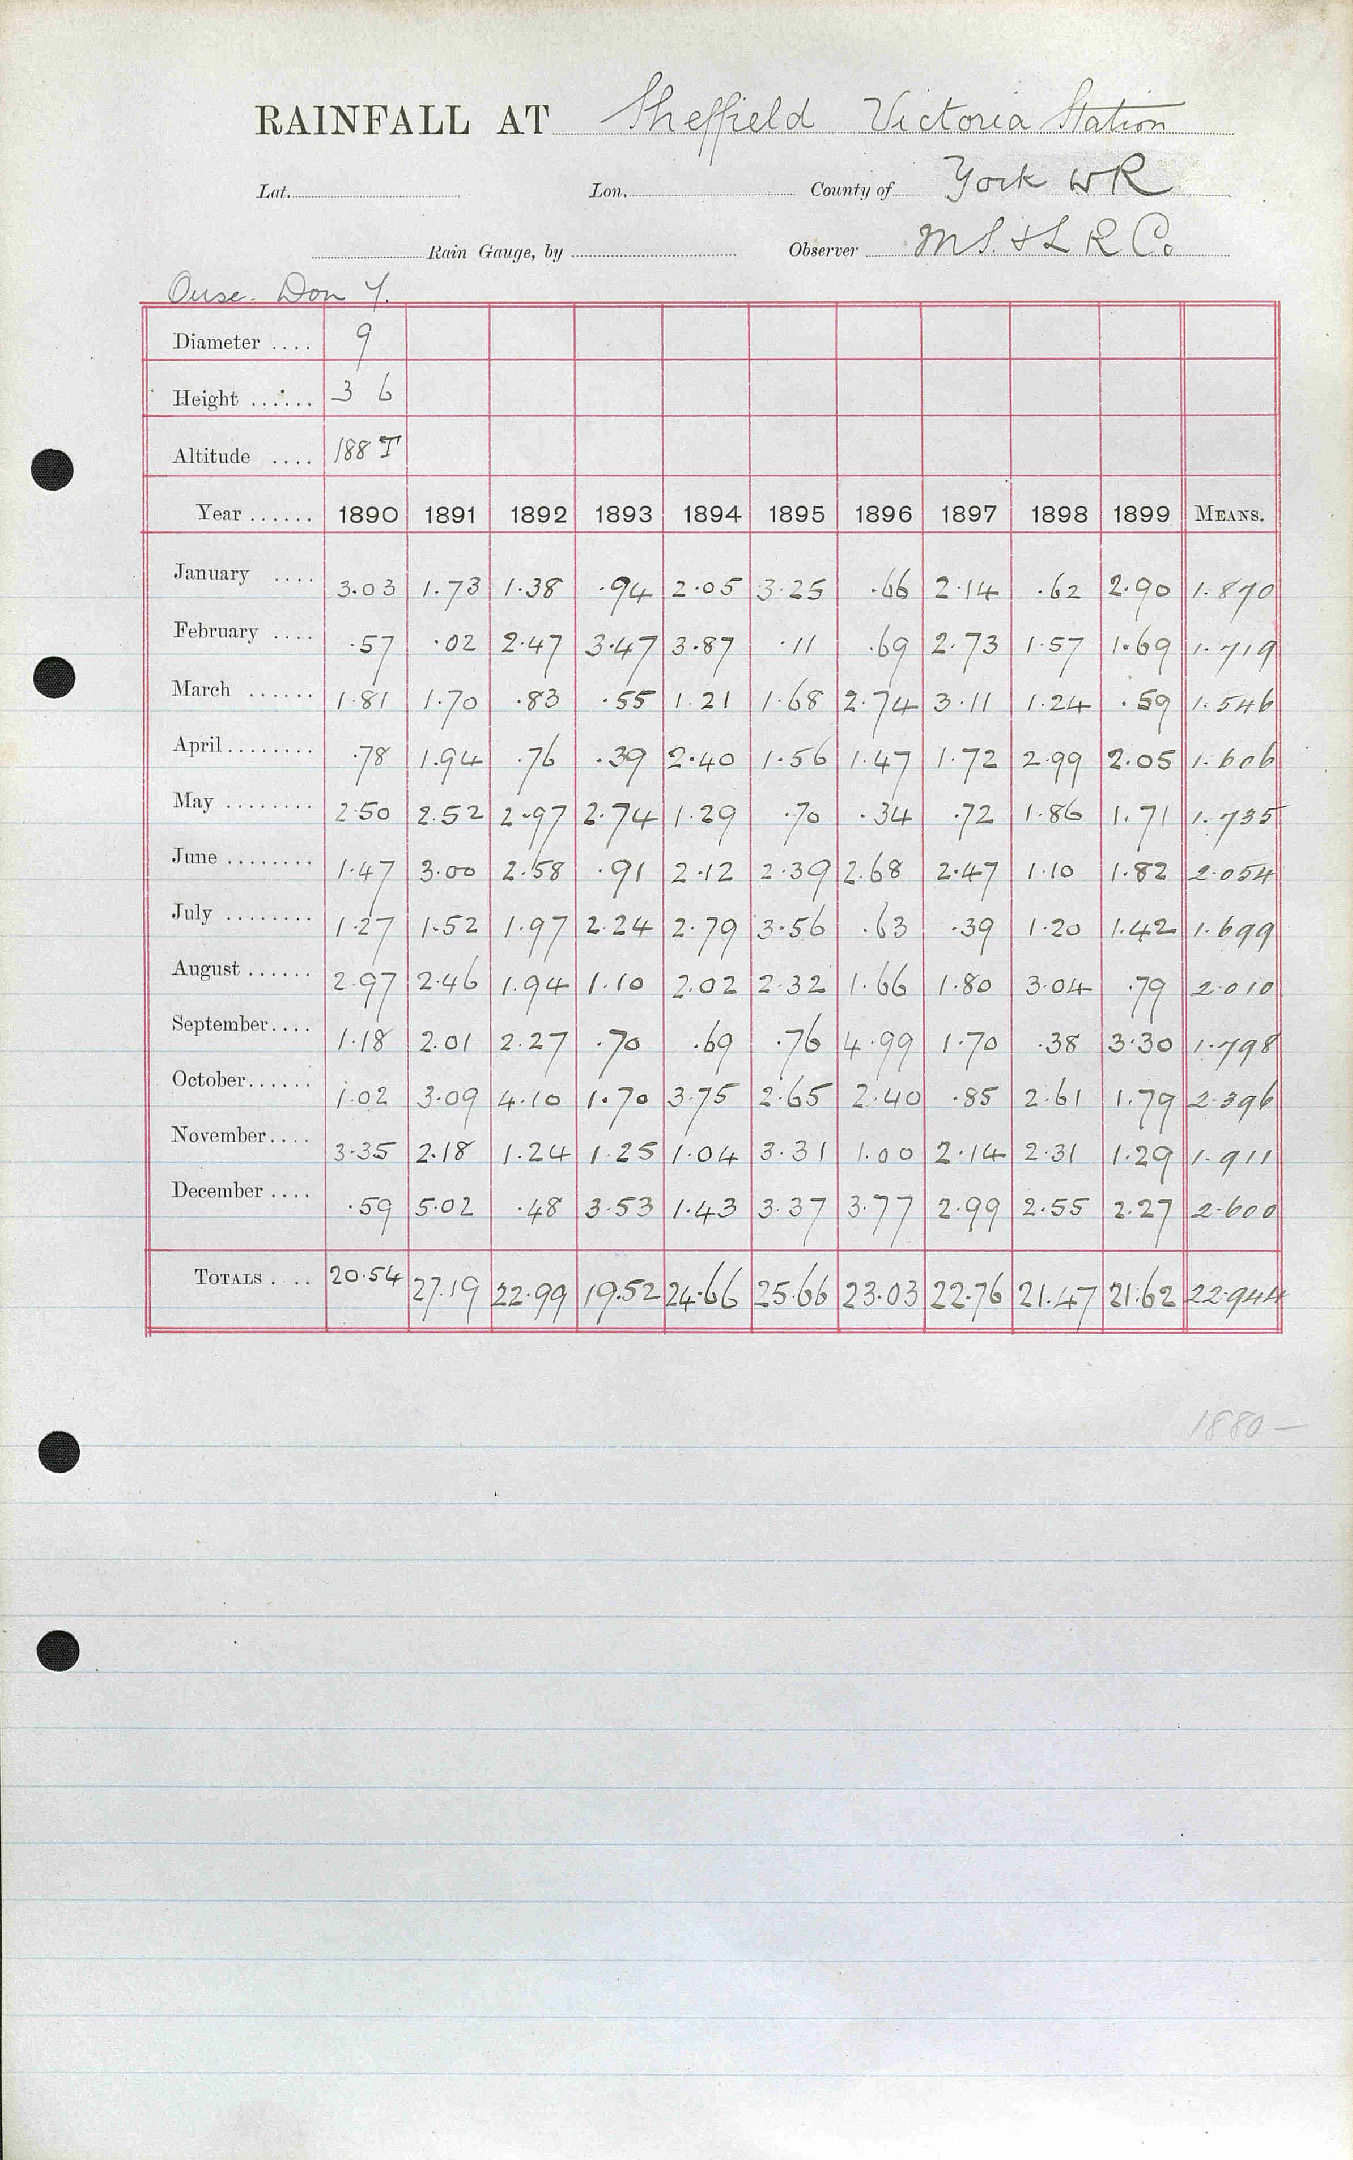 RAINFALL AT Sheffield Victoria Station
Lat. Lon. County of York WR
Rain Gauge, by Observer M S. & L R Co
Ouse. Don Y.
Diameter .... 9
Height ...... 3 6
Altitude .... 188 T
Year ...... 1890 1891 1892 1893 1894 1895 1896 1897 1898 1899 MEANS.
January .... 3.03 1.73 1.38 .94 2.05 3.25 .66 2.14 .62 2.90 1.870
February .... .57 .02 2.47 3.47 3.87 .11 .69 2.73 1.57 1.69 1.719
March ...... 1.81 1.70 .83 .55 1.21 1.68 2.74 3.11 1.24 .59 1.546
April ........ .78 1.94 .76 .39 2.40 1.56 1.47 1.72 2.99 2.05 1.606
May ........ 2.50 2.52 2.97 2.74 1.29 .70 .34 .72 1.86 1.71 1.735
June ........ 1.47 3.00 2.58 .91 2.12 2.39 2.68 2.47 1.10 1.82 2.054
July ........ 1.27 1.52 1.97 2.24 2.79 3.56 .63 .39 1.20 1.42 1.699
August ...... 2.97 2.46 1.94 1.10 2.02 2.32 1.66 1.80 3.04 .79 2.010
September .... 1.18 2.01 2.27 .70 .69 .76 4.99 1.70 .38 3.30 1.798
October ...... 1.02 3.09 4.10 1.70 3.75 2.65 2.40 .85 2.61 1.79 2.396
November .... 3.35 2.18 1.24 1.25 1.04 3.31 1.00 2.14 2.31 1.29 1.911
December .... .59 5.02 .48 3.53 1.43 3.37 3.77 2.99 2.55 2.27 2.600
TOTALS .... 20.54 27.19 22.99 19.52 24.66 25.66 23.03 22.76 21.47 21.62 22.944
1880 —